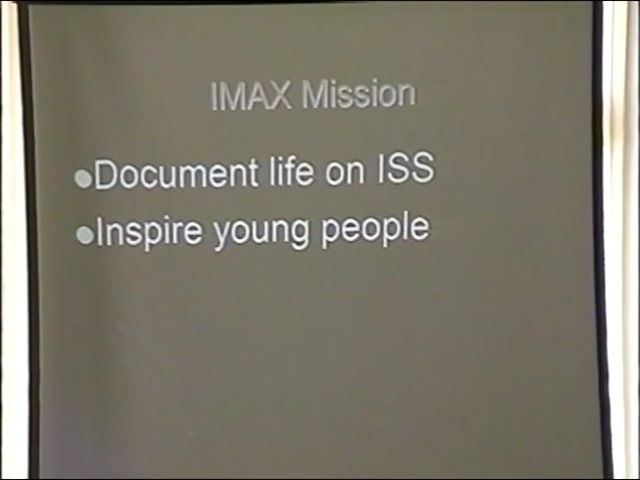 IMAX Mission
●Document life on ISS
●Inspire young people